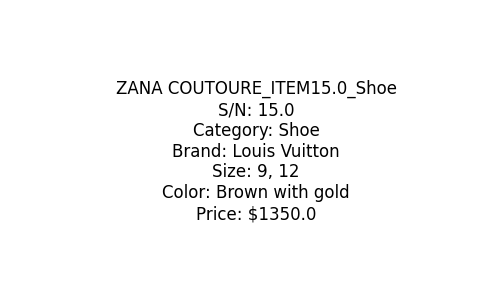 ZANA COUTOURE_ITEM15.0_Shoe
S/N: 15.0
Category: Shoe
Brand: Louis Vuitton
Size: 9, 12
Color: Brown with gold
Price: $1350.0